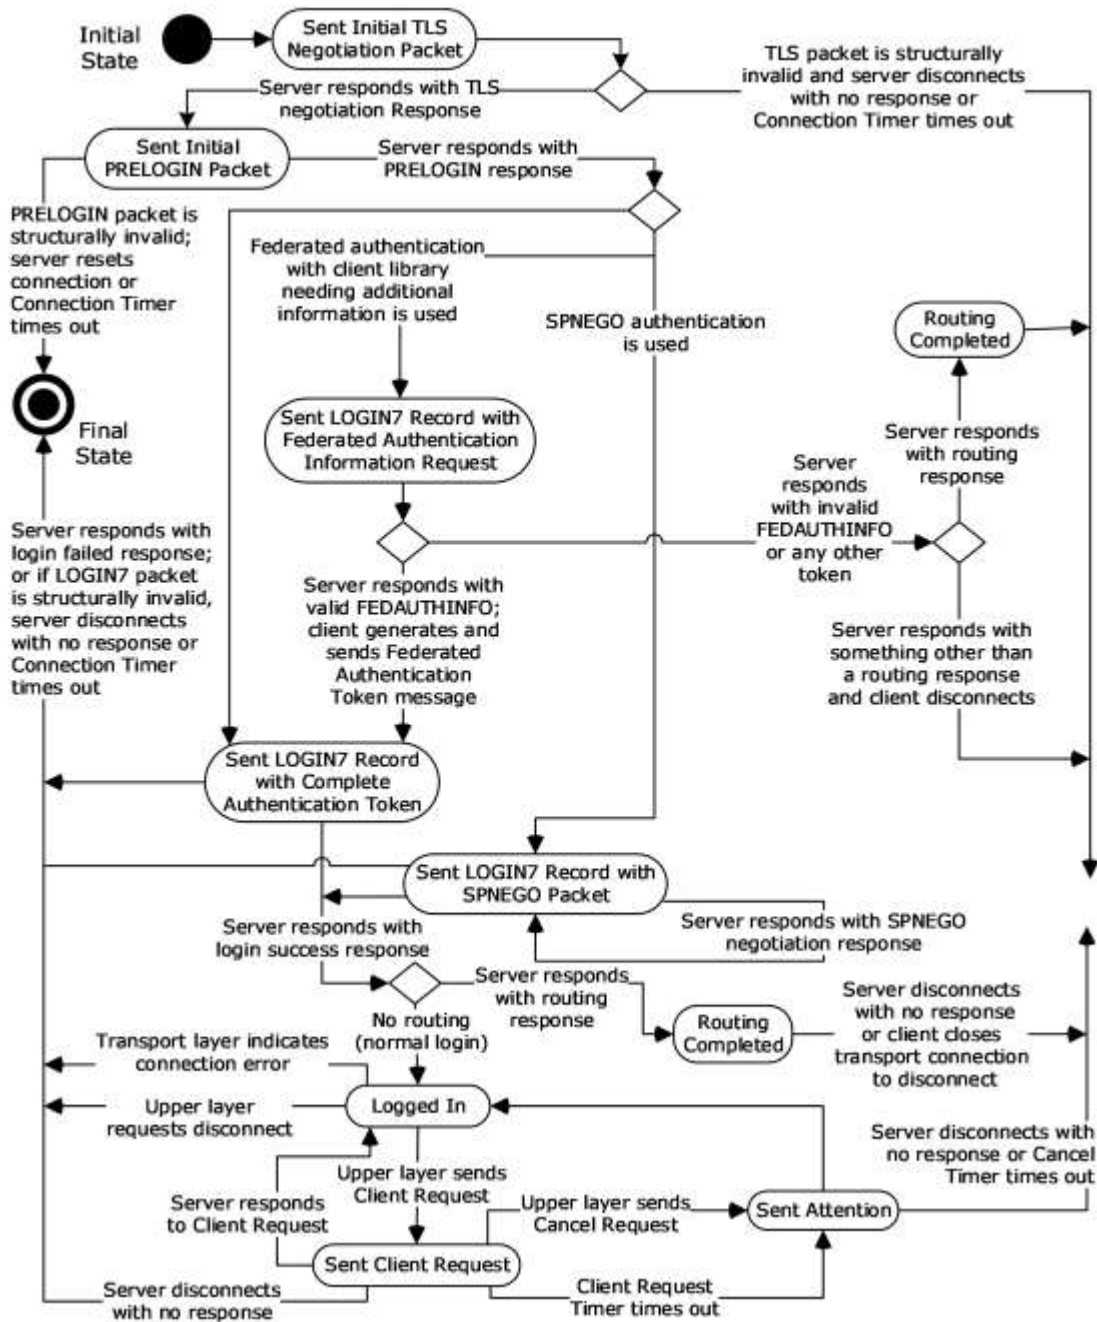 Initial
State
Sent Initial TLS
Negotiation Packet
TLS packet is structurally
invalid and server disconnects
with no response or
Connection Timer times out
Server responds with TLS
negotiation Response
Sent Initial
PRELOGIN Packet
Server responds with
PRELOGIN response
PRELOGIN packet is
structurally invalid;
server resets
connection or
Connection Timer
times out
Federated authentication
with client library
needing additional
information is used
SPNEGO authentication
is used
Routing
Completed
Final
State
Sent LOGIN7 Record with
Federated Authentication
Information Request
Server responds
with routing
response
Server
responds
with invalid
FEDAUTHINFO
or any other
token
Server responds with
login failed response;
or if LOGIN7 packet
is structurally invalid,
server disconnects
with no response or
Connection Timer
times out
Server responds with
valid FEDAUTHINFO;
client generates and
sends Federated
Authentication
Token message
Server responds with
something other than
a routing response
and client disconnects
Sent LOGIN7 Record
with Complete
Authentication Token
Sent LOGIN7 Record with
SPNEGO Packet
Server responds with SPNEGO
negotiation response
Server responds with
login success response
Server responds
with routing
response
Routing
Completed
Server disconnects
with no response
or client closes
transport connection
to disconnect
No routing
(normal login)
Transport layer indicates
connection error
Logged In
Upper layer
requests disconnect
Server disconnects with
no response or Cancel
Timer times out
Upper layer sends
Client Request
Server responds
to Client Request
Upper layer sends
Cancel Request
Sent Attention
Sent Client Request
Server disconnects
with no response
Client Request
Timer times out